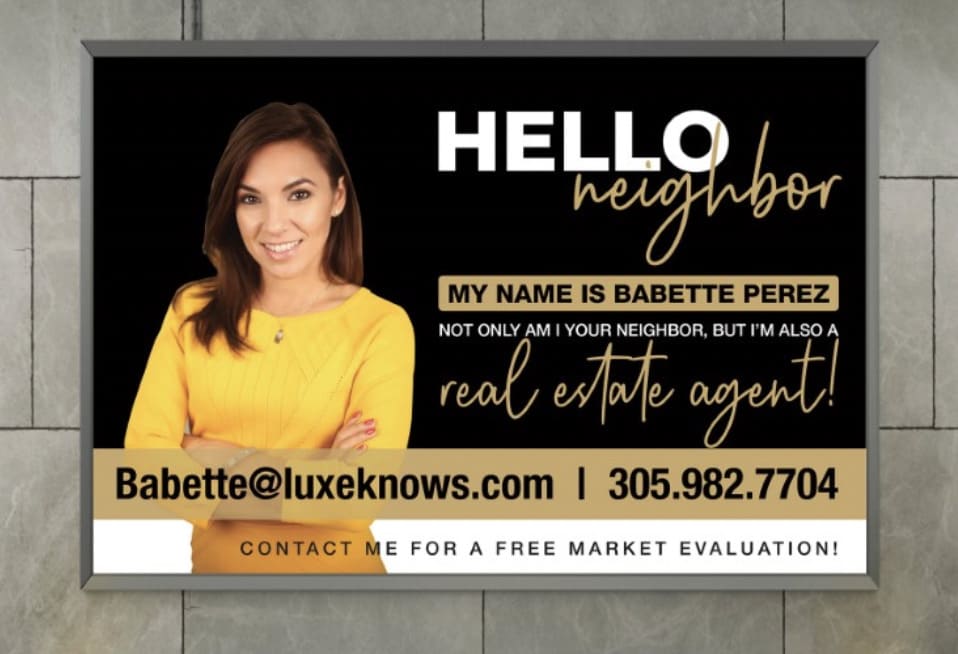 HELLO
neighbor
MY NAME IS BABETTE PEREZ
NOT ONLY AM I YOUR NEIGHBOR, BUT I'M ALSO A
real estate agent!
Babette@luxeknows.com | 305.982.7704
CONTACT ME FOR A FREE MARKET EVALUATION!